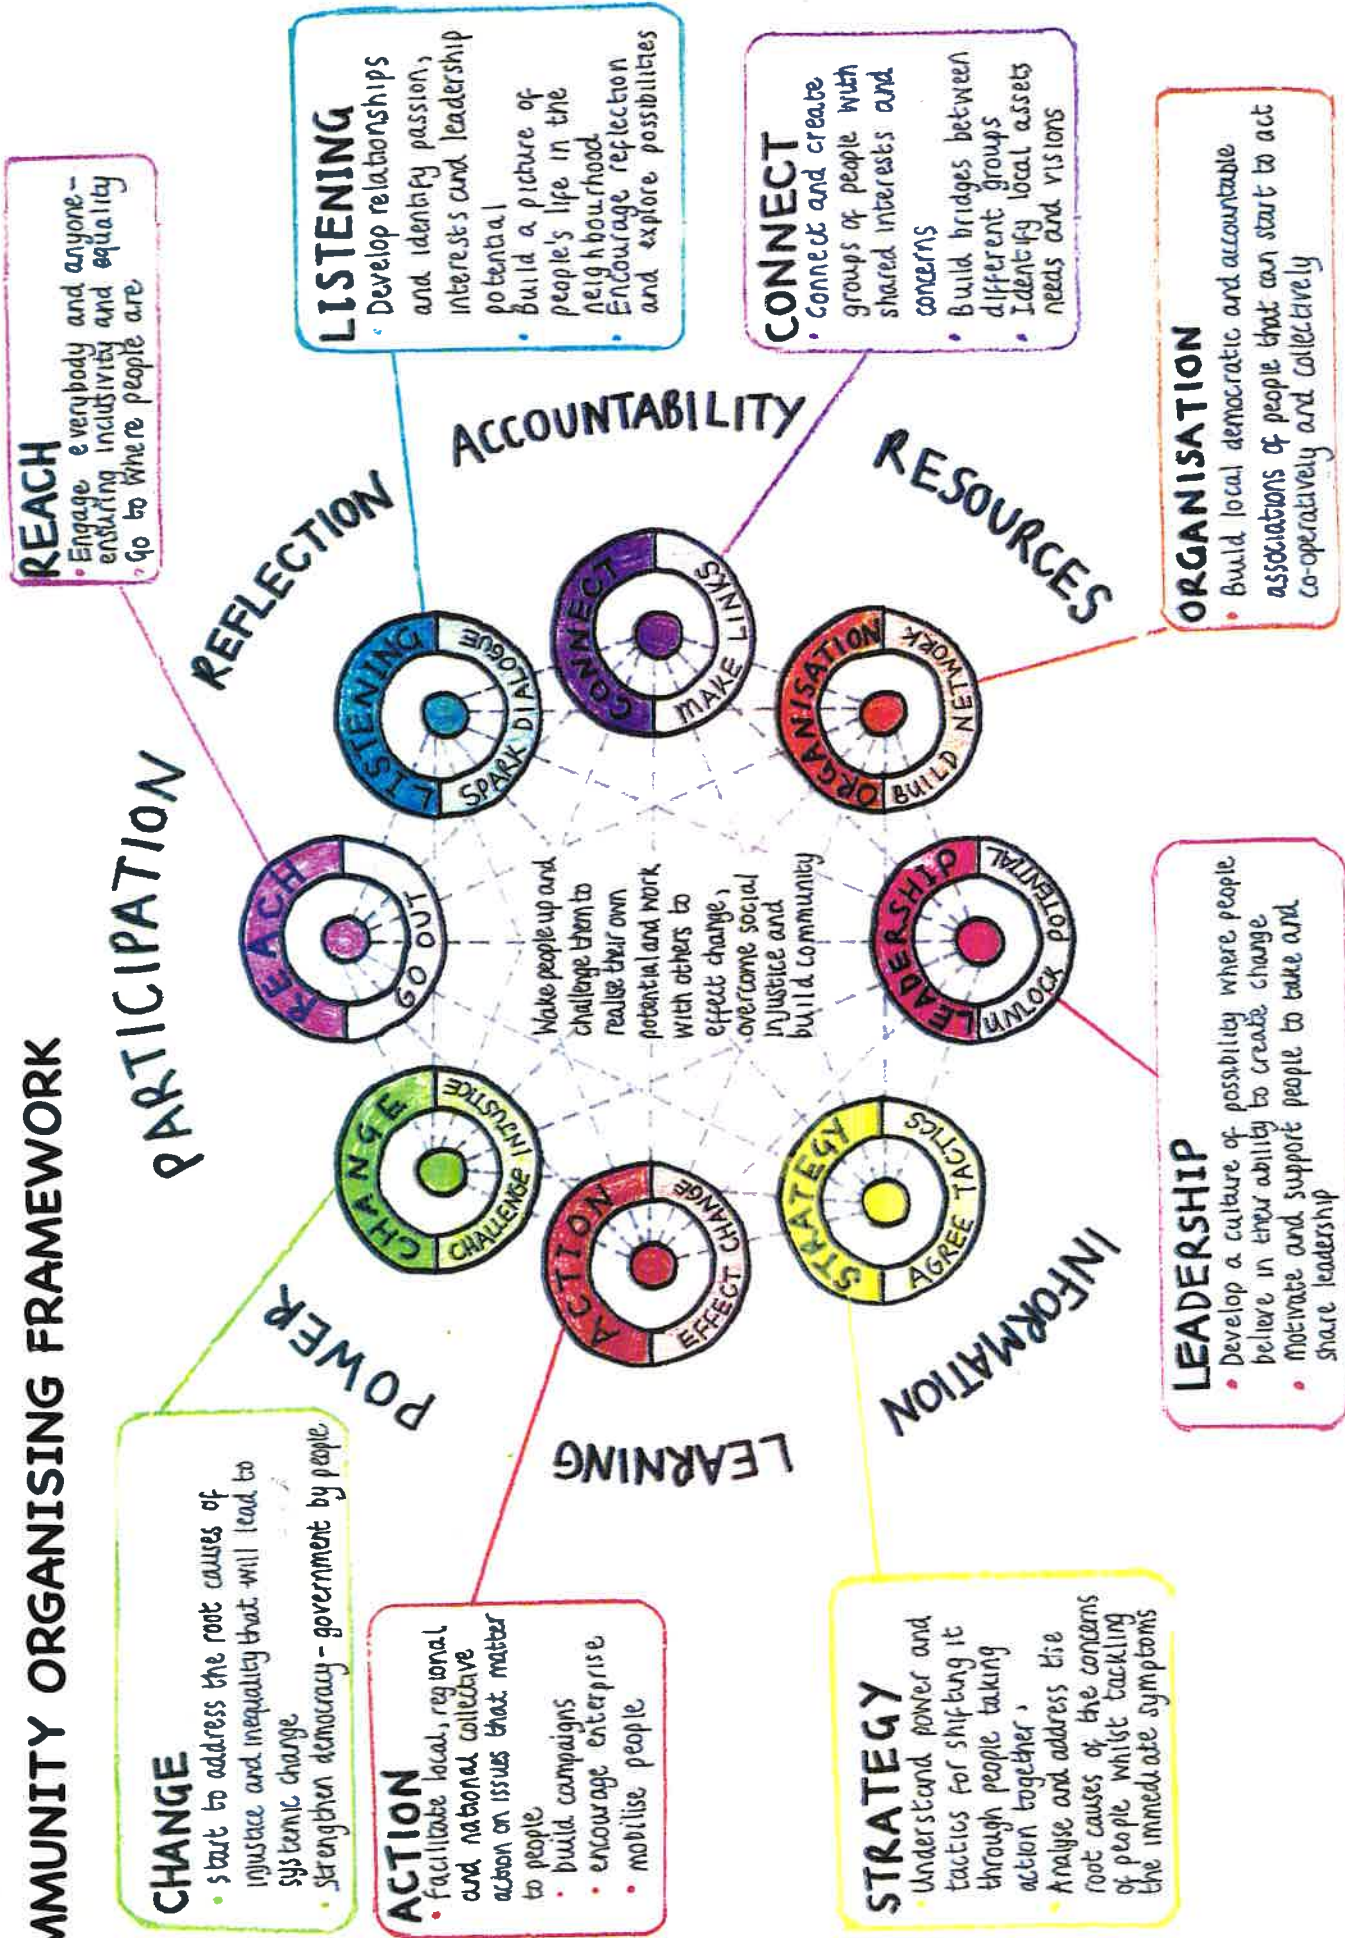 MMUNITY ORGANISING FRAMEWORK
REACH
• Engage everybody and anyone-
ensuring inclusivity and equality
• Go to where people are
LISTENING
• Develop relationships
and identify passion,
interests and leadership
potential
• Build a picture of
people's life in the
neighbourhood
• Encourage reflection
and explore possibilities
CONNECT
• Connect and create
groups of people with
shared interests and
concerns
• Build bridges between
different groups
• Identify local assets
needs and visions
ORGANISATION
• Build local democratic and accountable
associations of people that can start to act
co-operatively and collectively
LEADERSHIP
• Develop a culture of possibility where people
believe in their ability to create change
• Motivate and support people to take and
share leadership
STRATEGY
• Understand power and
tactics for shifting it
through people taking
action together,
• Analyse and address the
root causes of the concerns
of people whilst tackling
the immediate symptoms
ACTION
• Facilitate local, regional
and national collective
action on issues that matter
to people
• build campaigns
• encourage enterprise
• mobilise people
CHANGE
• start to address the root causes of
injustice and inequality that will lead to
systemic change
• strengthen democracy - government by people
PARTICIPATION
REFLECTION
ACCOUNTABILITY
RESOURCES
INFORMATION
LEARNING
POWER
REACH
GO OUT
LISTENING
SPARK DIALOGUE
CONNECT
MAKE LINKS
ORGANISATION
BUILD NETWORK
LEADERSHIP
UNLOCK POTENTIAL
STRATEGY
AGREE TACTICS
ACTION
EFFECT CHANGE
CHANGE
CHALLENGE INJUSTICE
Wake people up and
challenge them to
realise their own
potential and work
with others to
effect change,
overcome social
injustice and
build community